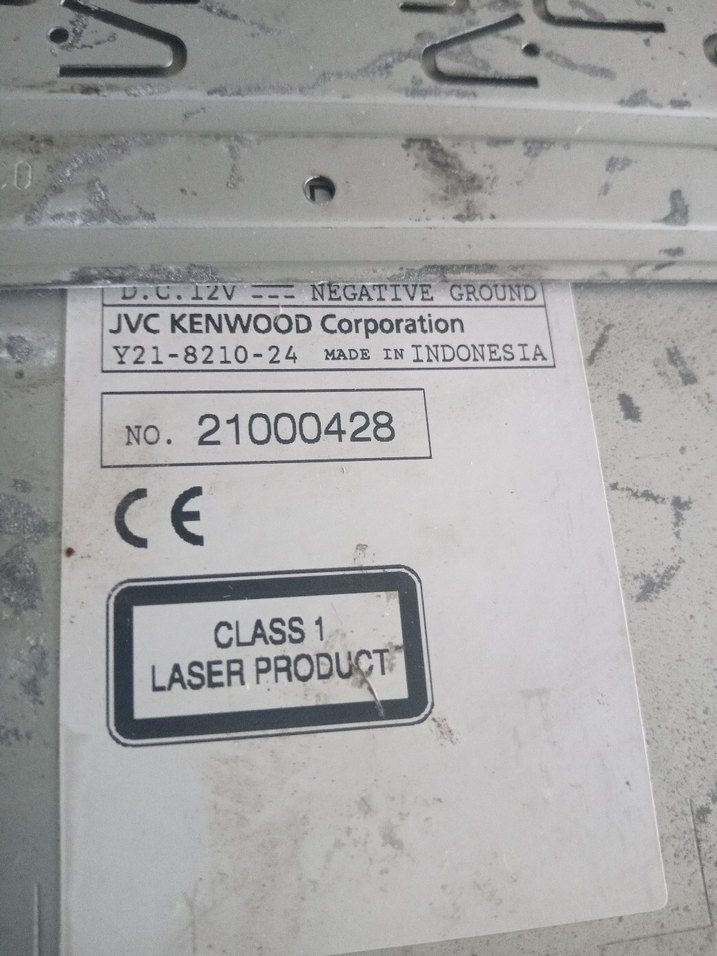 CO
D.C.12V ⎓ NEGATIVE GROUND
JVC KENWOOD Corporation
Y21-8210-24 MADE IN INDONESIA
NO. 21000428
CE
CLASS 1
LASER PRODUCT